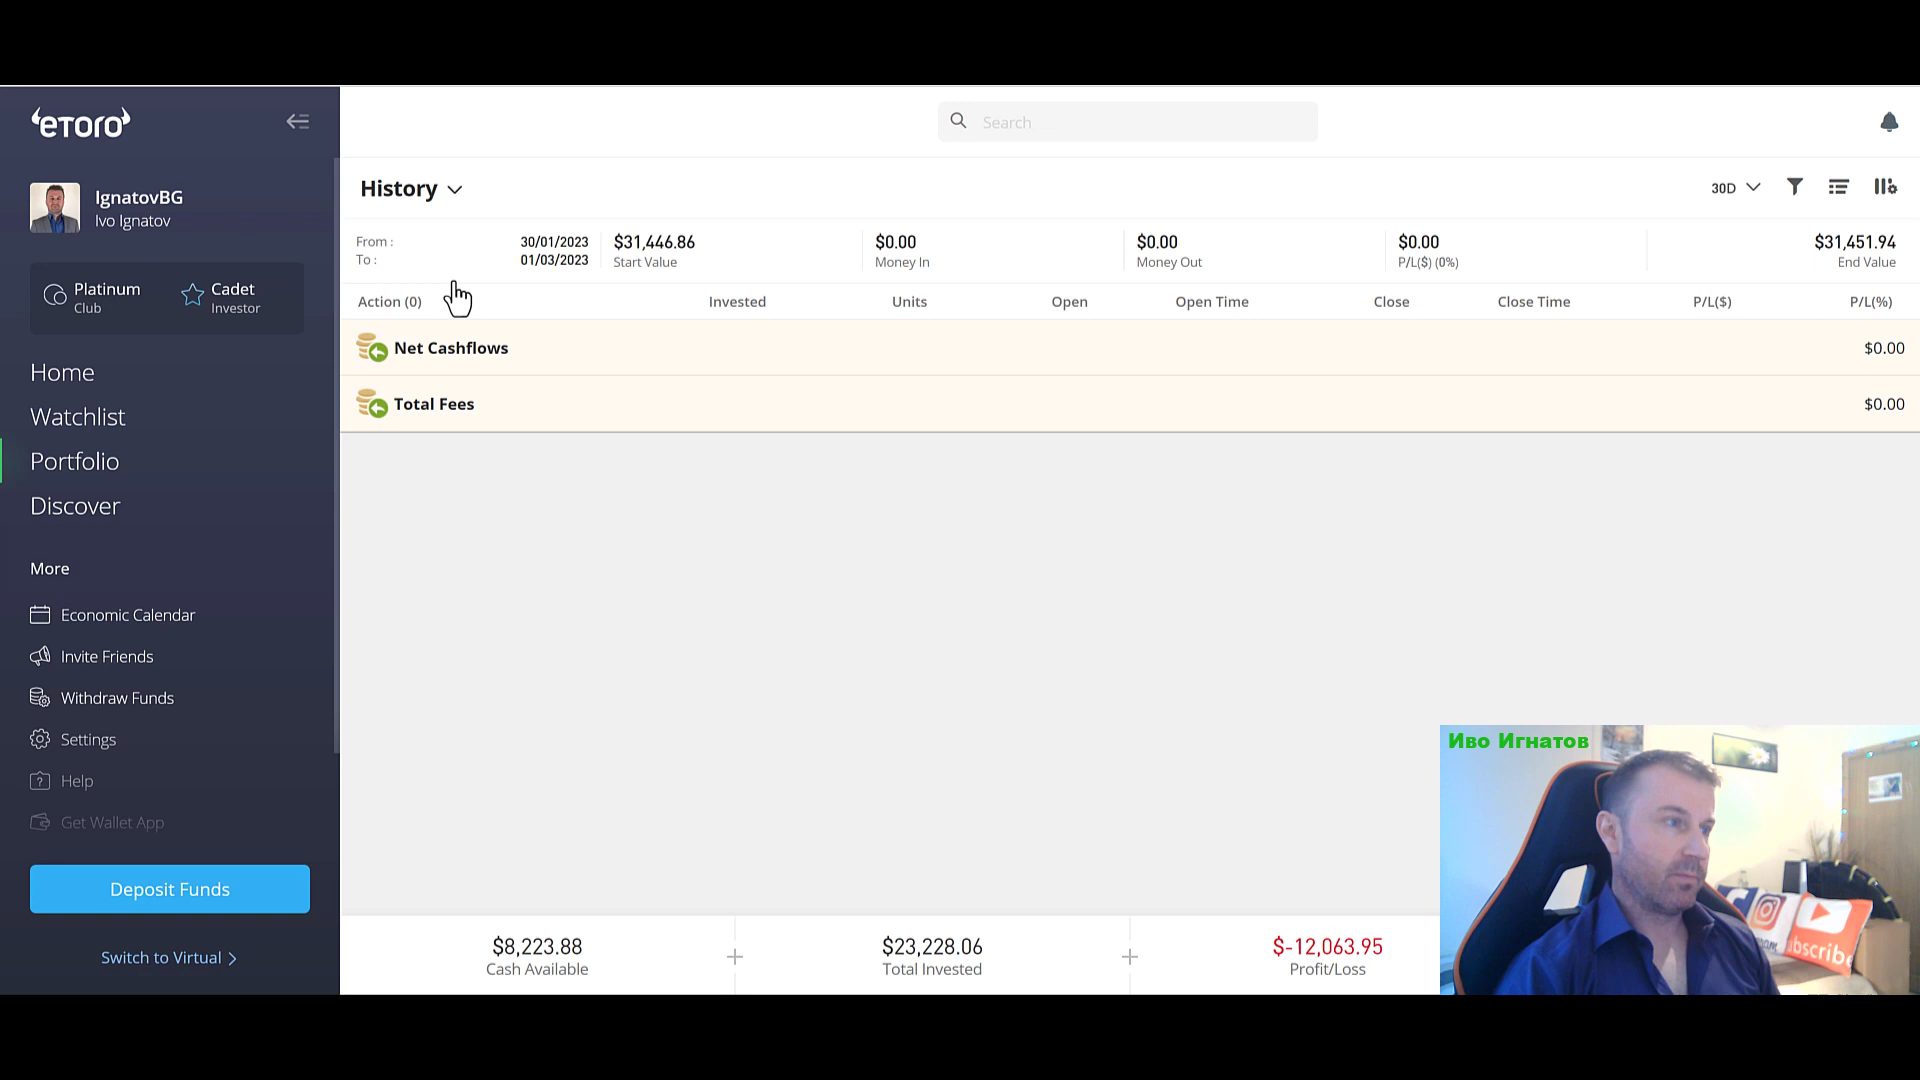 etoro
IgnatovBG
Ivo Ignatov
Platinum
Club
Cadet
Investor
Home
Watchlist
Portfolio
Discover
More
Economic Calendar
Invite Friends
Withdraw Funds
Settings
Help
Get Wallet App
Deposit Funds
Switch to Virtual
Search
History
30D
From :
30/01/2023
To :
01/03/2023
$31,446.86
Start Value
$0.00
Money In
$0.00
Money Out
$0.00
P/L($) (0%)
$31,451.94
End Value
Action (0)
Invested
Units
Open
Open Time
Close
Close Time
P/L($)
P/L(%)
Net Cashflows
$0.00
Total Fees
$0.00
$8,223.88
Cash Available
$23,228.06
Total Invested
$-12,063.95
Profit/Loss
Иво Игнатов